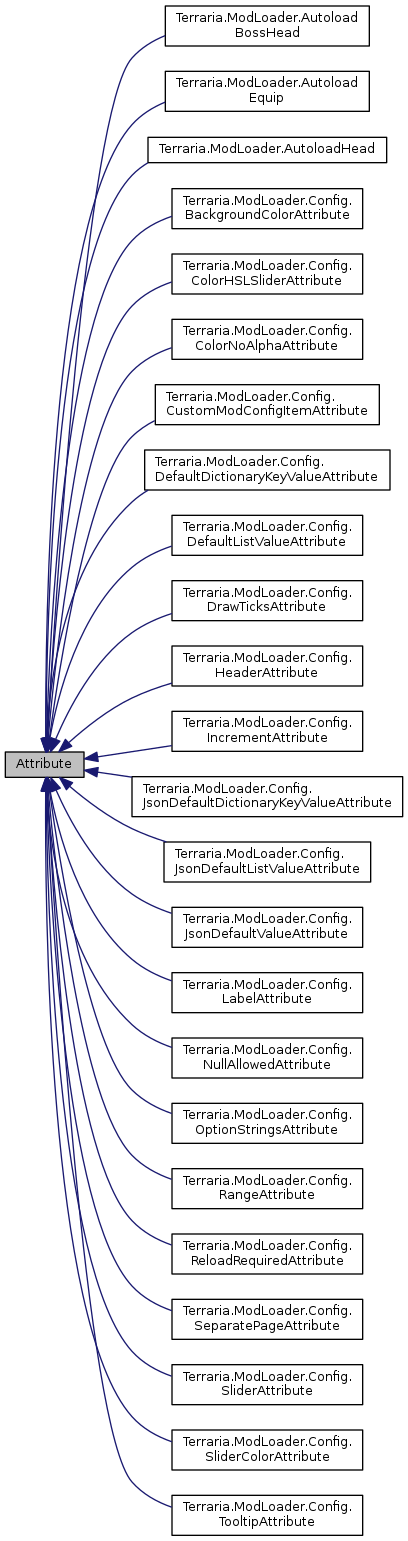 Terraria.ModLoader.Autoload
BossHead
Terraria.ModLoader.Autoload
Equip
Terraria.ModLoader.AutoloadHead
Terraria.ModLoader.Config.
BackgroundColorAttribute
Terraria.ModLoader.Config.
ColorHSLSliderAttribute
Terraria.ModLoader.Config.
ColorNoAlphaAttribute
Terraria.ModLoader.Config.
CustomModConfigItemAttribute
Terraria.ModLoader.Config.
DefaultDictionaryKeyValueAttribute
Terraria.ModLoader.Config.
DefaultListValueAttribute
Terraria.ModLoader.Config.
DrawTicksAttribute
Terraria.ModLoader.Config.
HeaderAttribute
Terraria.ModLoader.Config.
IncrementAttribute
Attribute
Terraria.ModLoader.Config.
JsonDefaultDictionaryKeyValueAttribute
Terraria.ModLoader.Config.
JsonDefaultListValueAttribute
Terraria.ModLoader.Config.
JsonDefaultValueAttribute
Terraria.ModLoader.Config.
LabelAttribute
Terraria.ModLoader.Config.
NullAllowedAttribute
Terraria.ModLoader.Config.
OptionStringsAttribute
Terraria.ModLoader.Config.
RangeAttribute
Terraria.ModLoader.Config.
ReloadRequiredAttribute
Terraria.ModLoader.Config.
SeparatePageAttribute
Terraria.ModLoader.Config.
SliderAttribute
Terraria.ModLoader.Config.
SliderColorAttribute
Terraria.ModLoader.Config.
TooltipAttribute